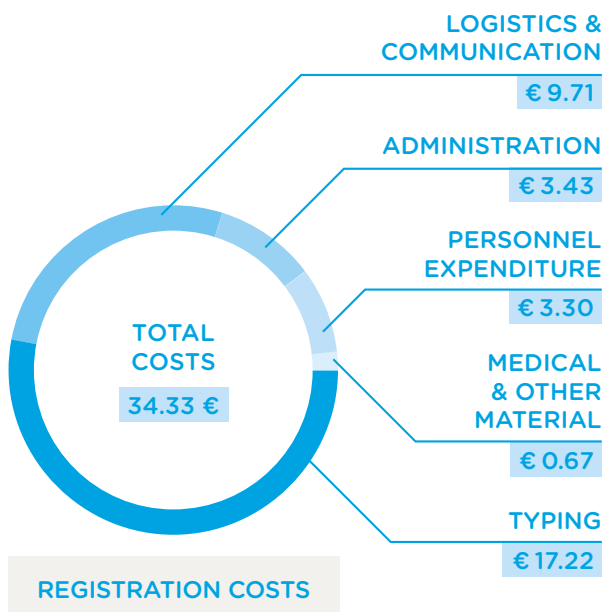 LOGISTICS &
COMMUNICATION
€ 9.71
ADMINISTRATION
€ 3.43
PERSONNEL
EXPENDITURE
€ 3.30
TOTAL
COSTS
34.33 €
MEDICAL
& OTHER
MATERIAL
€ 0.67
TYPING
€ 17.22
REGISTRATION COSTS